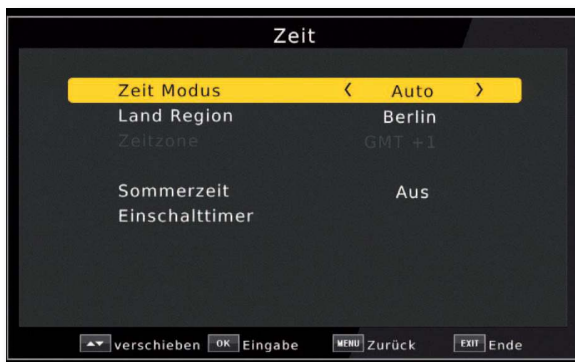 Zeit
Zeit Modus < Auto >
Land Region Berlin
Zeitzone GMT +1
Sommerzeit Aus
Einschalttimer
verschieben OK Eingabe MENU Zurück EXIT Ende